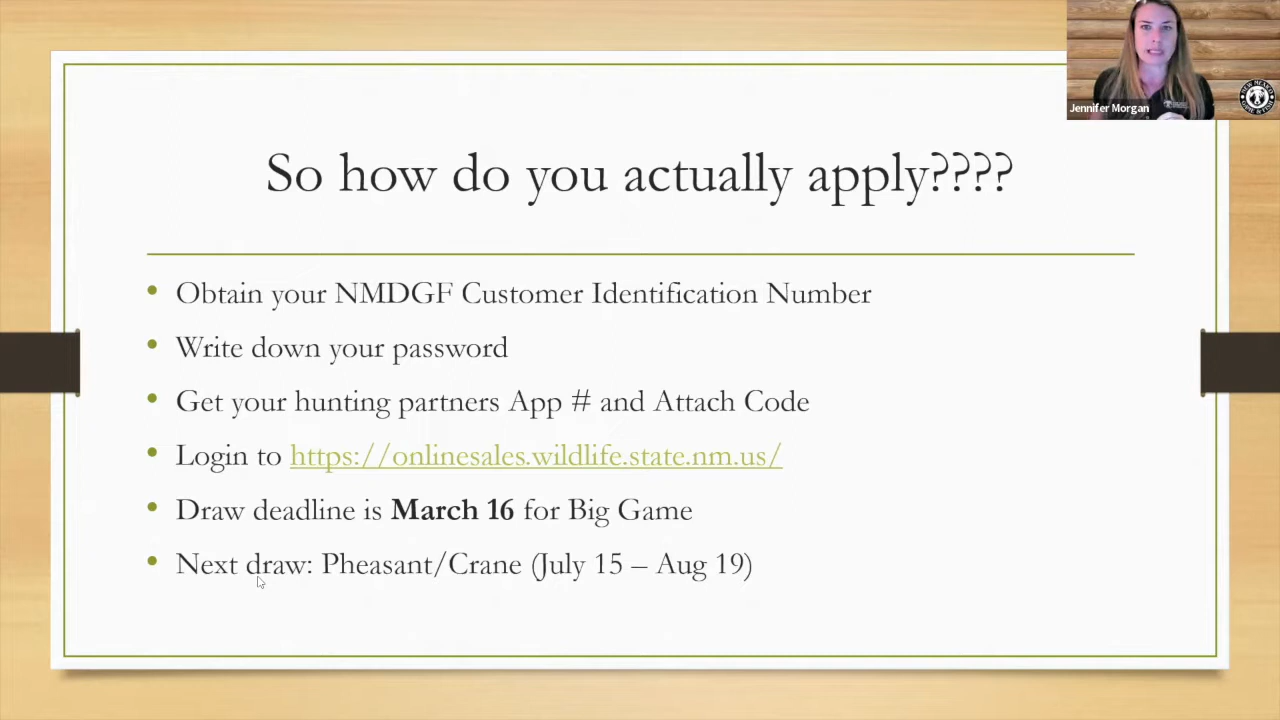 Jennifer Morgan
So how do you actually apply????
• Obtain your NMDGF Customer Identification Number
• Write down your password
• Get your hunting partners App # and Attach Code
• Login to https://onlinesales.wildlife.state.nm.us/
• Draw deadline is March 16 for Big Game
• Next draw: Pheasant/Crane (July 15 – Aug 19)